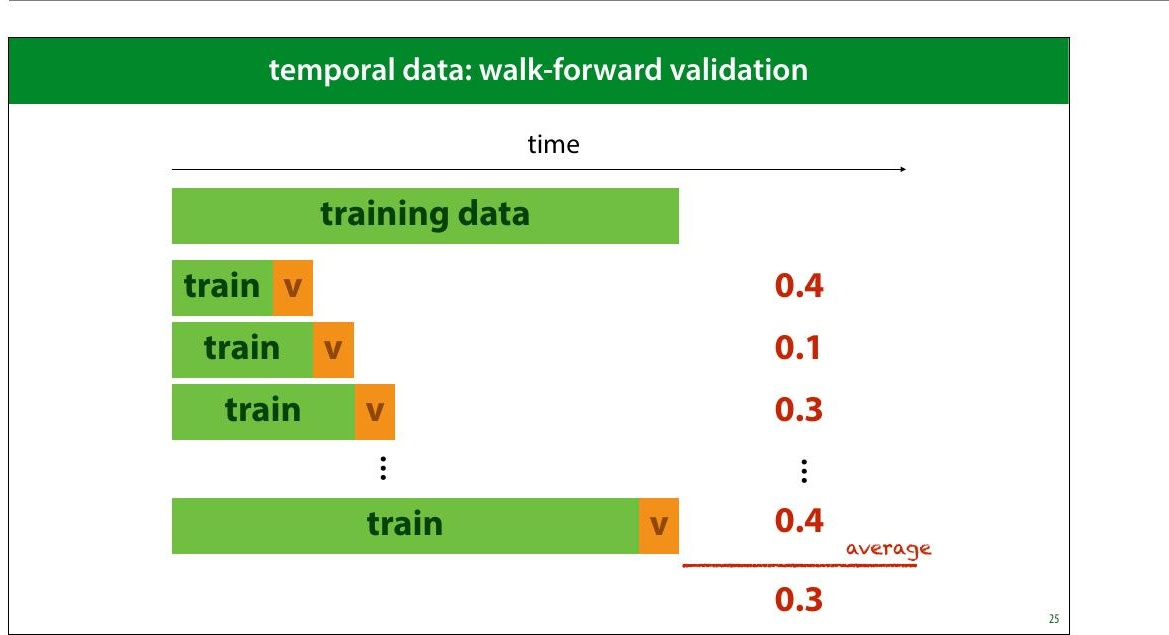 temporal data: walk-forward validation
time
training data
train v 0.4
train v 0.1
train v 0.3
⋮ ⋮
train v 0.4
average
0.3
25